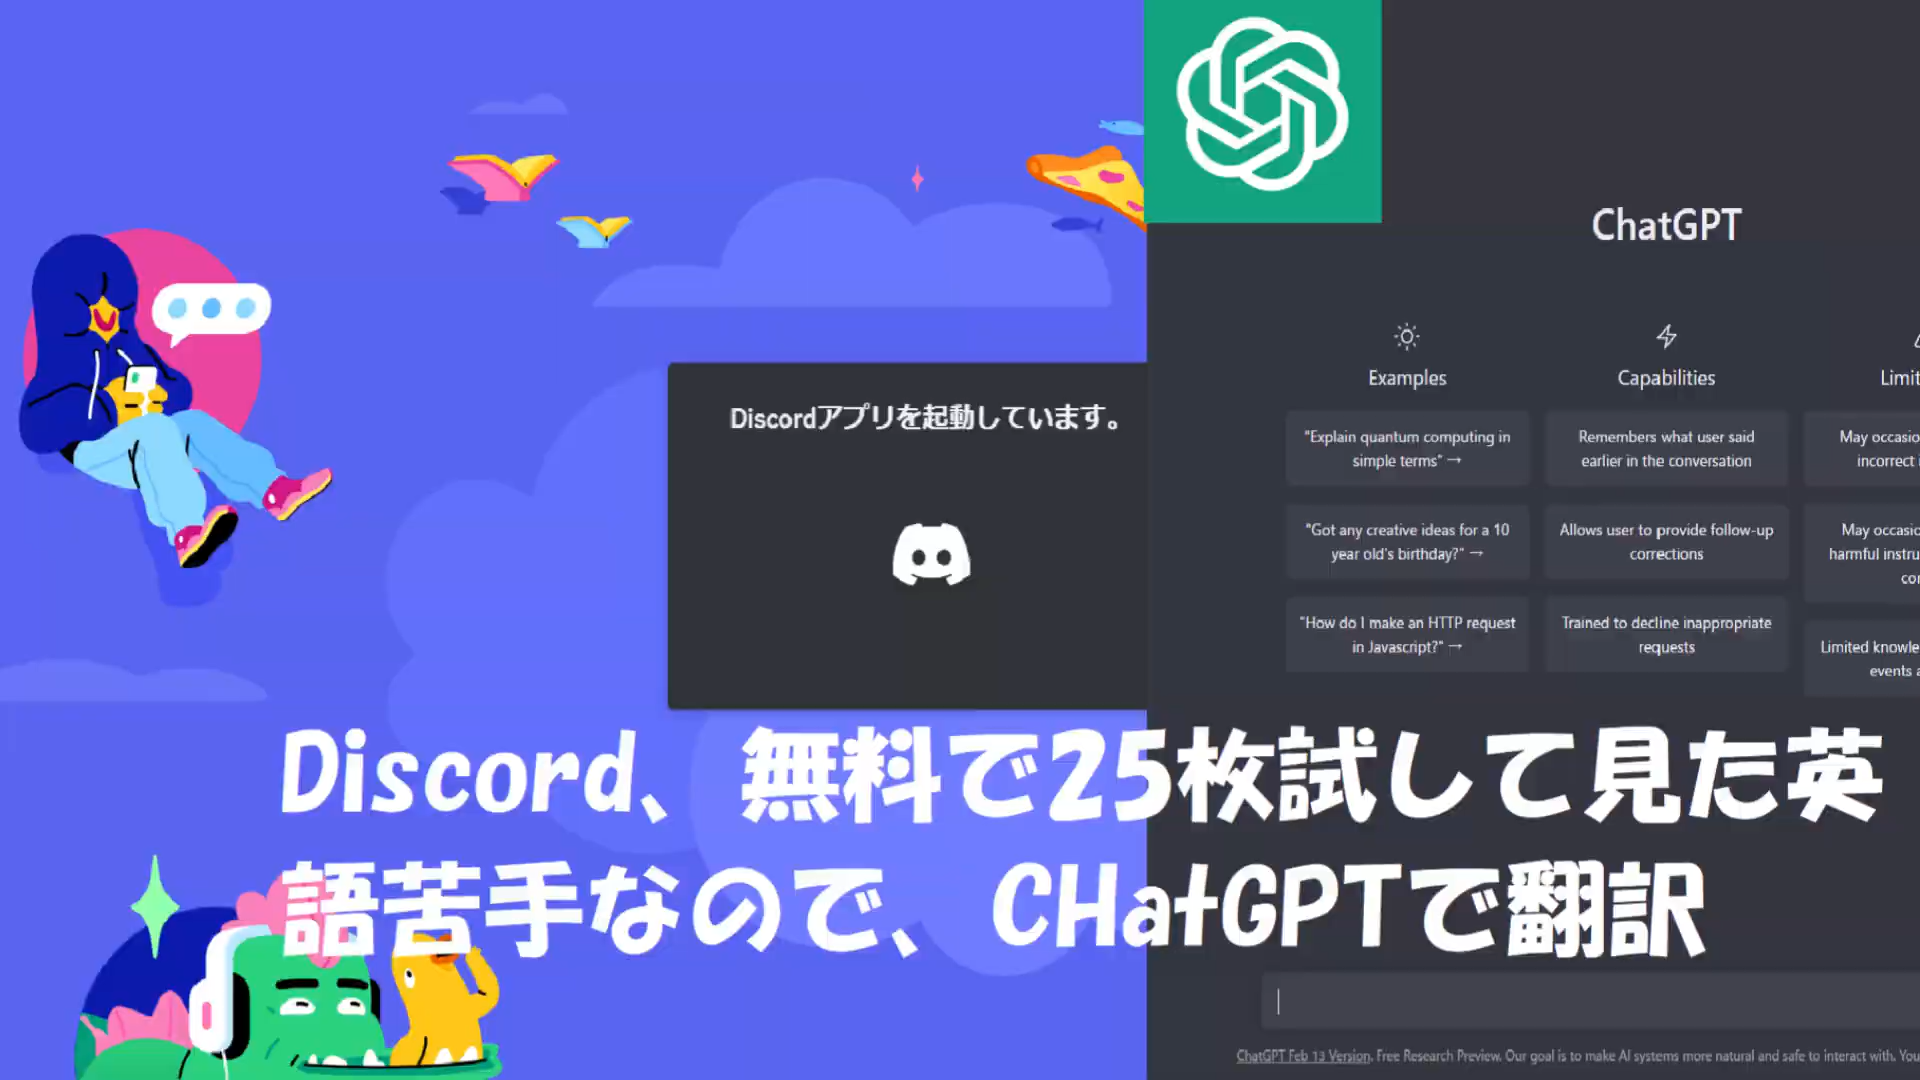 Discordアプリを起動しています。
ChatGPT
Examples
Capabilities
"Explain quantum computing in
simple terms" →
Remembers what user said
earlier in the conversation
May
incorrect
"Got any creative ideas for a 10
year old's birthday?" →
Allows user to provide follow-up
corrections
May
harmful
"How do I make an HTTP request
in Javascript?" →
Trained to decline inappropriate
requests
Limited
events
Discord、無料で25枚試して見た英
語苦手なので、CHatGPTで翻訳
ChatGPT Feb 13 Version. Free Research Preview. Our goal is to make AI systems more natural and safe to interact with.